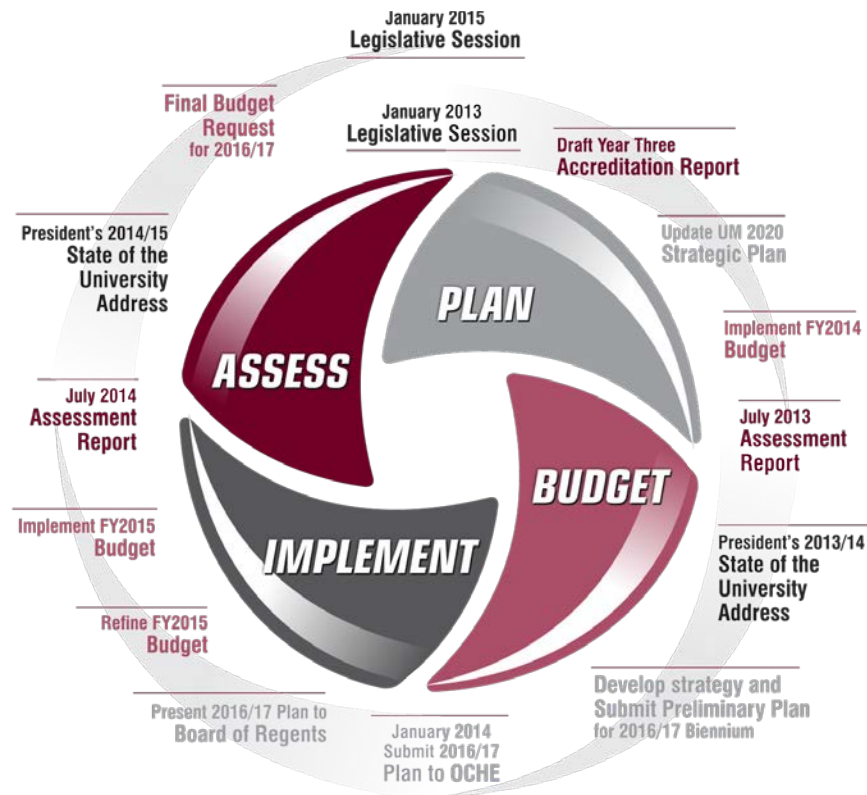 January 2015
Legislative Session
Final Budget
Request
for 2016/17
January 2013
Legislative Session
Draft Year Three
Accreditation Report
Update UM 2020
Strategic Plan
President's 2014/15
State of the
University
Address
PLAN
Implement FY2014
Budget
ASSESS
July 2014
Assessment
Report
July 2013
Assessment
Report
BUDGET
Implement FY2015
Budget
IMPLEMENT
President's 2013/14
State of the
University
Address
Refine FY2015
Budget
Develop strategy and
Submit Preliminary Plan
for 2016/17 Biennium
Present 2016/17 Plan to
Board of Regents
January 2014
Submit 2016/17
Plan to OCHE